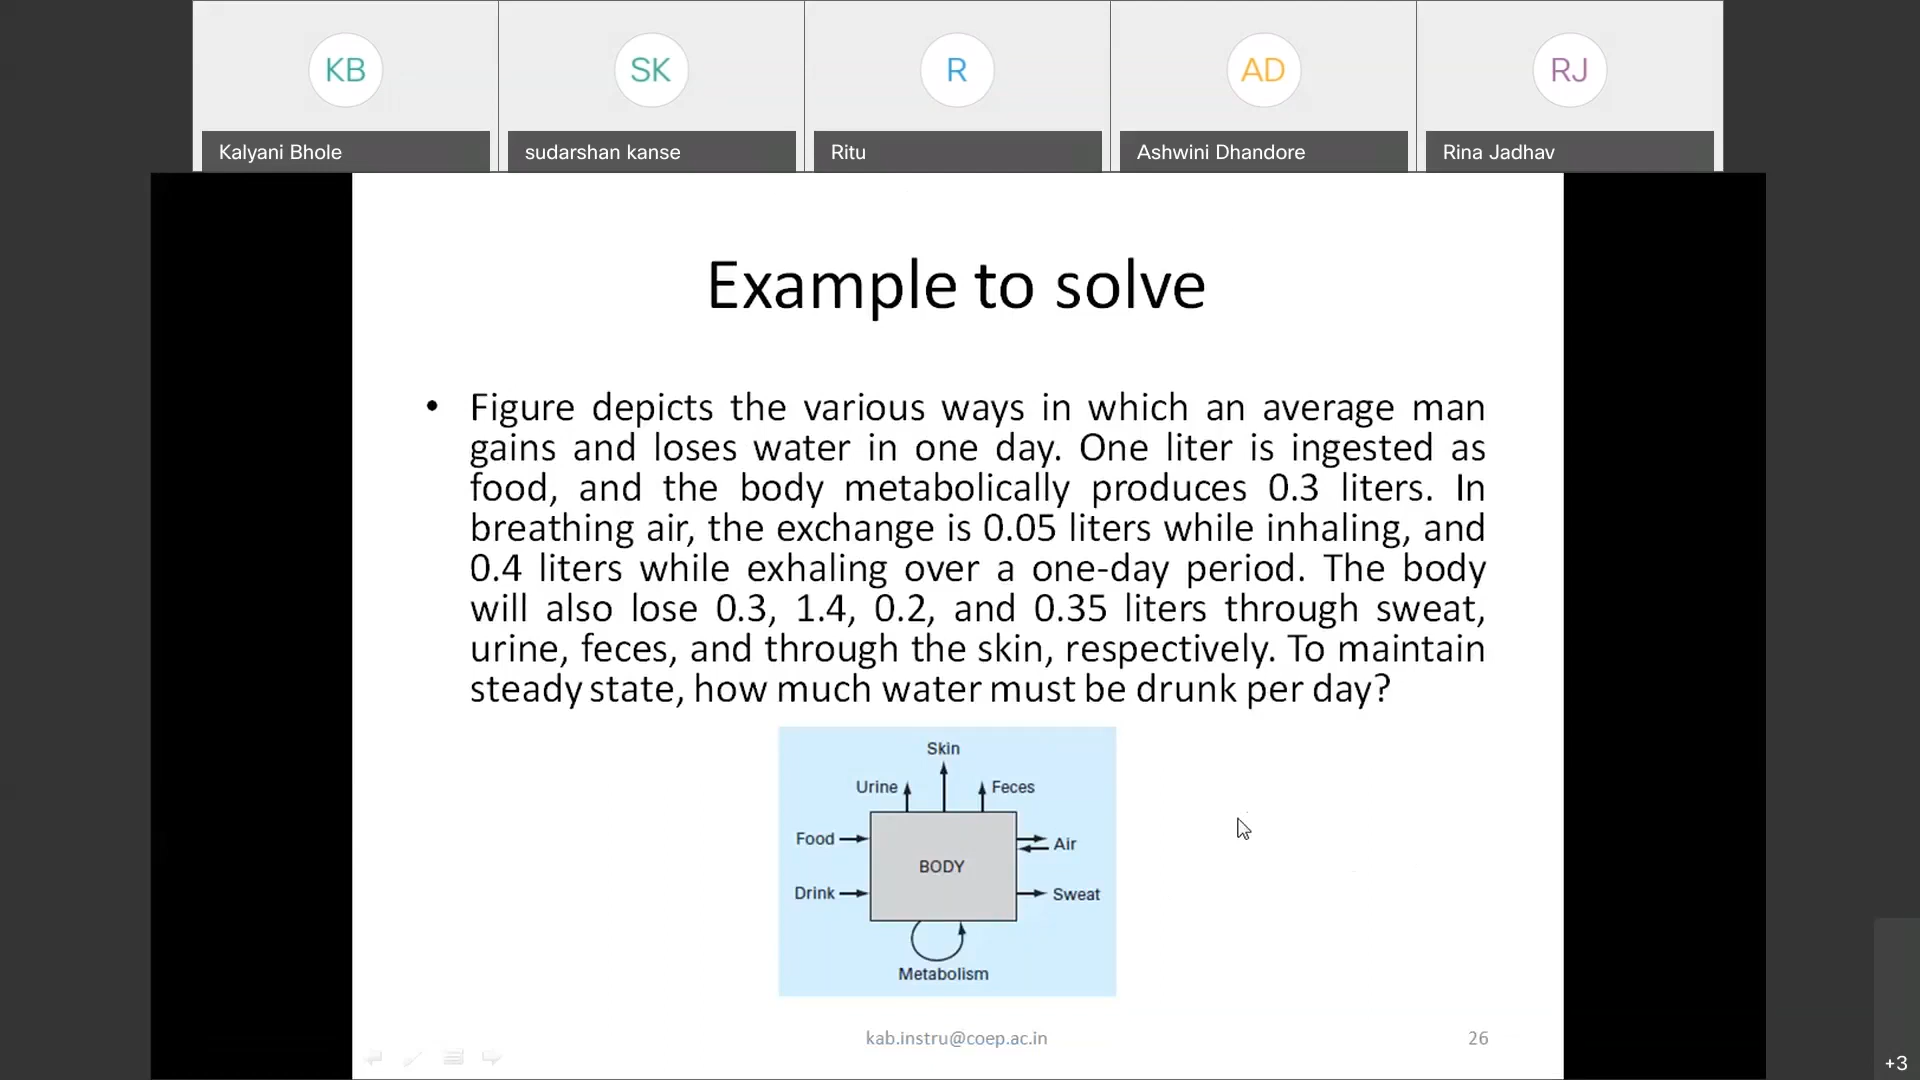 KB
SK
R
AD
RJ
Kalyani Bhole
sudarshan kanse
Ritu
Ashwini Dhandore
Rina Jadhav
Example to solve
• Figure depicts the various ways in which an average man
gains and loses water in one day. One liter is ingested as
food, and the body metabolically produces 0.3 liters. In
breathing air, the exchange is 0.05 liters while inhaling, and
0.4 liters while exhaling over a one-day period. The body
will also lose 0.3, 1.4, 0.2, and 0.35 liters through sweat,
urine, feces, and through the skin, respectively. To maintain
steady state, how much water must be drunk per day?
Skin
Urine
Feces
Food
Air
BODY
Drink
Sweat
Metabolism
kab.instru@coep.ac.in
26
+3